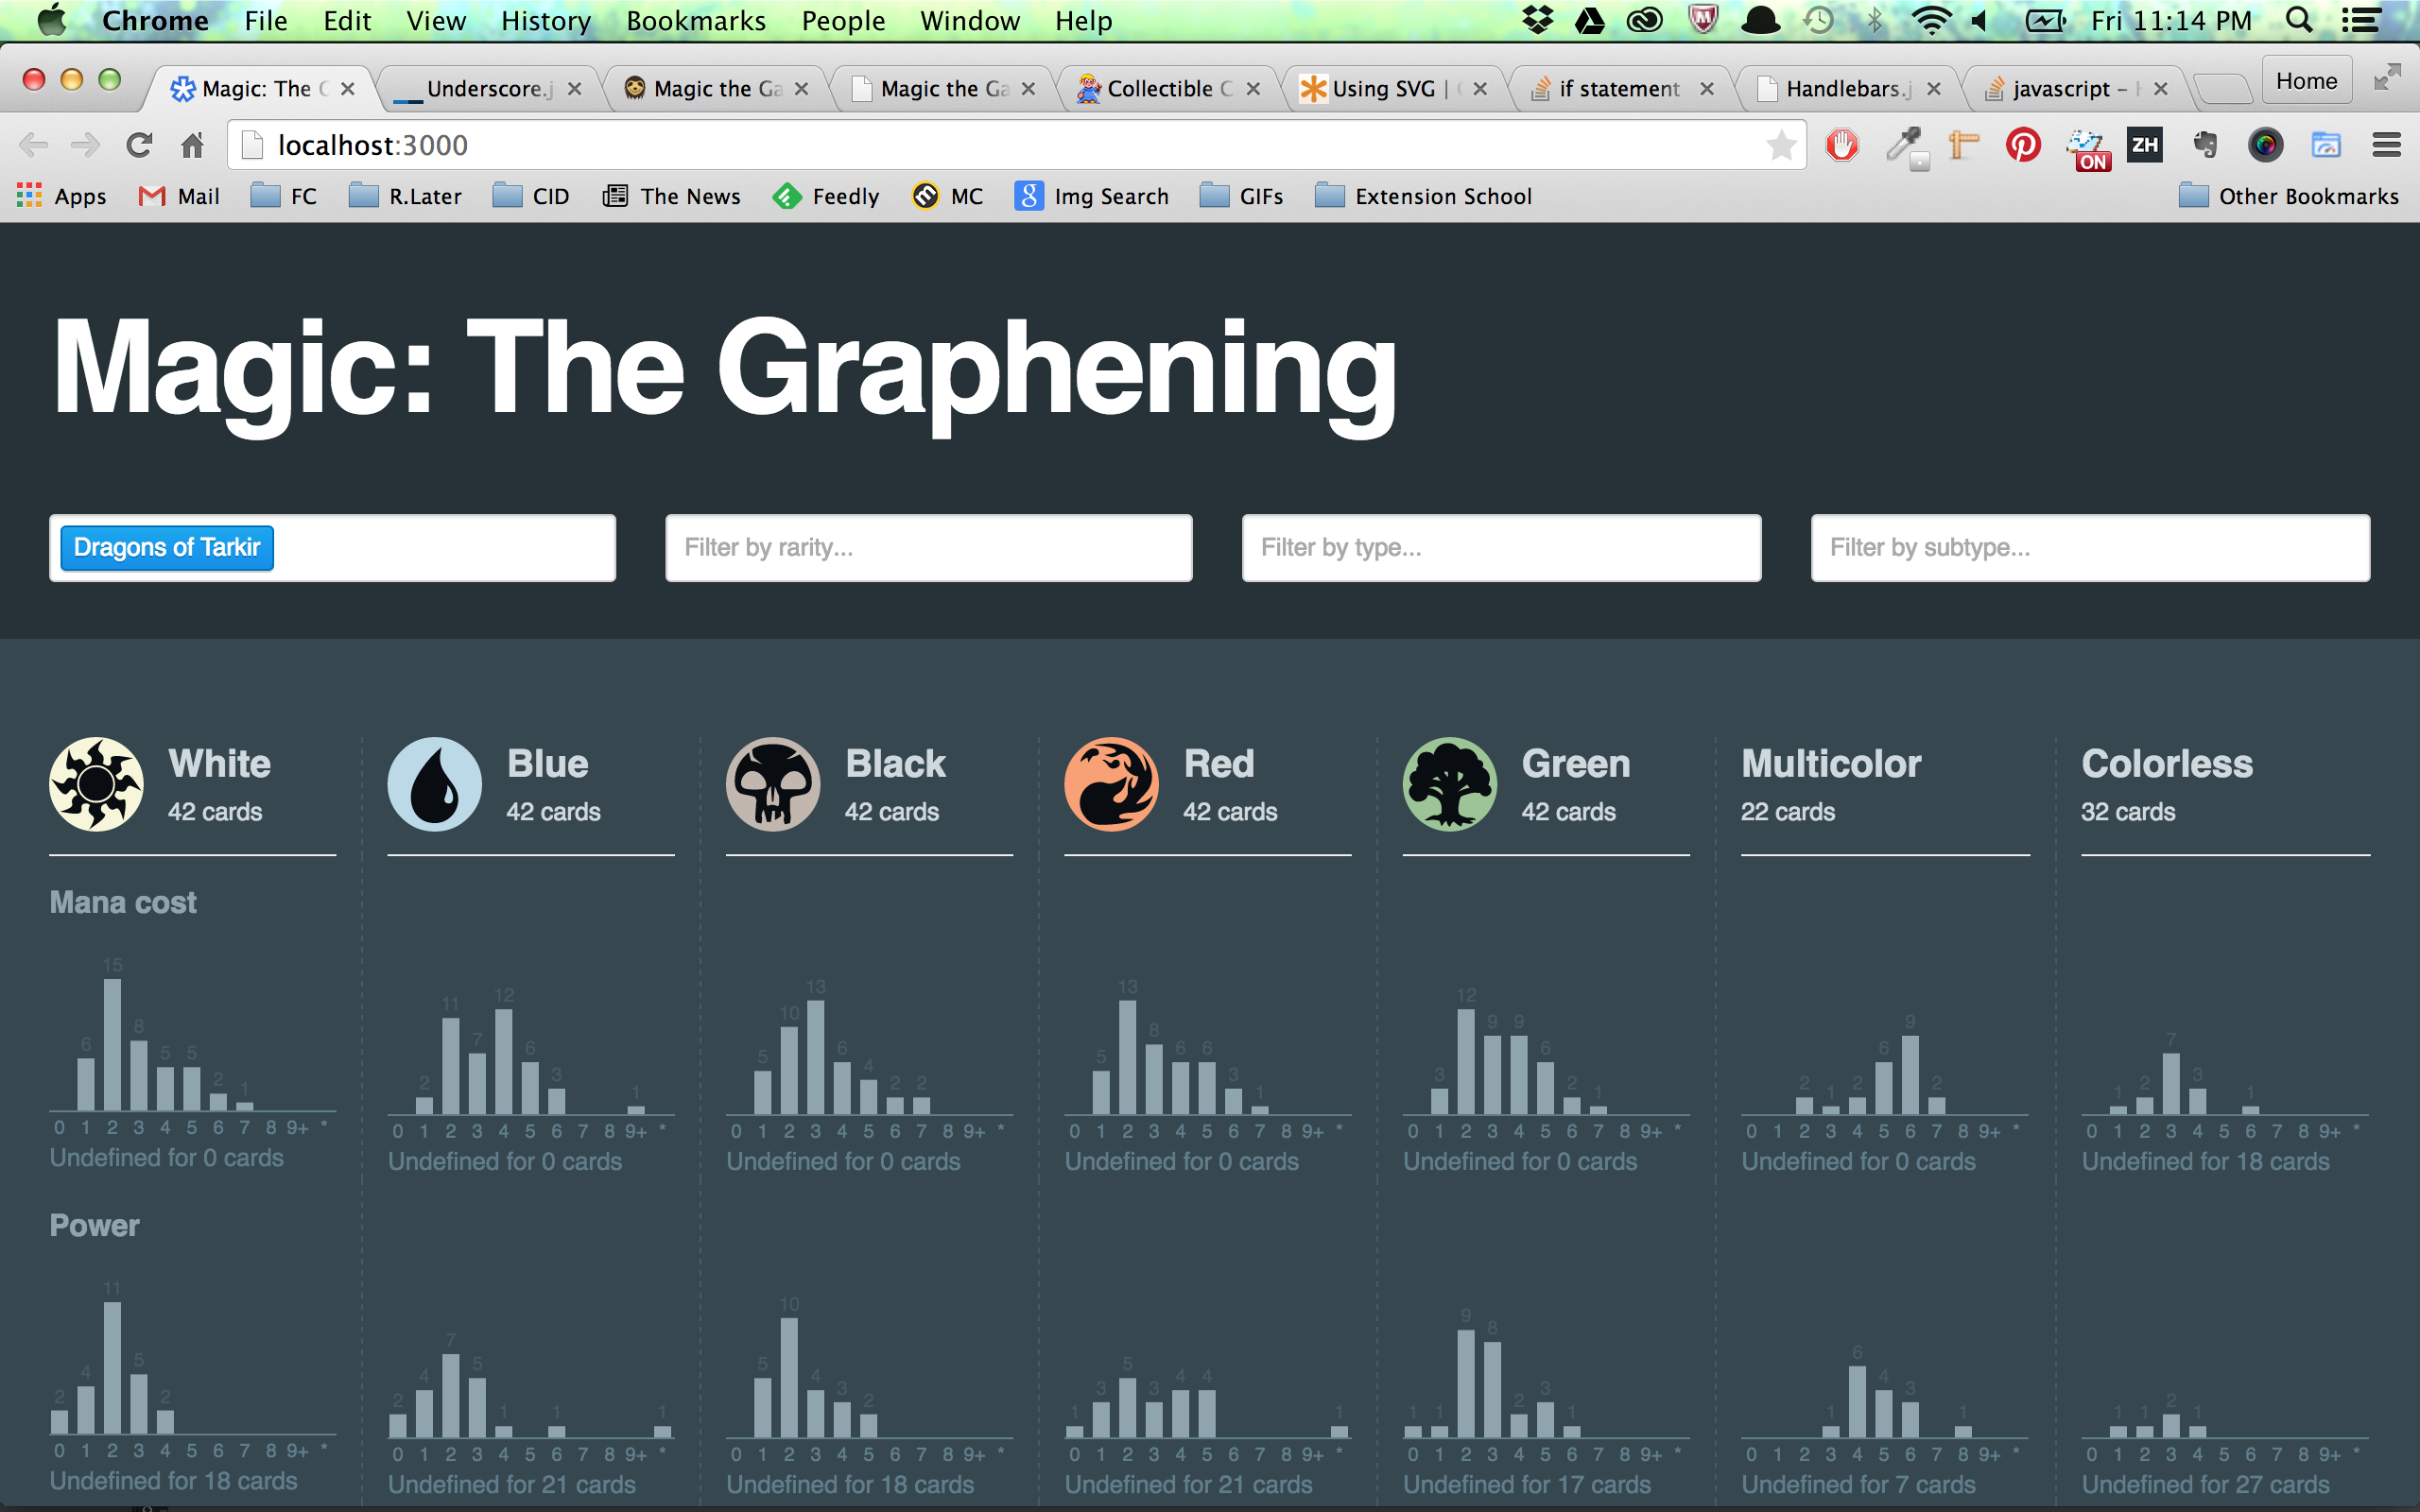 Chrome File Edit View History Bookmarks People Window Help Fri 11:14 PM
Magic: The Underscore.j Magic the Ga Magic the Ga Collectible C Using SVG | if statement Handlebars.j javascript – Home
localhost:3000 ON ZH
Apps Mail FC R.Later CID The News Feedly MC Img Search GIFs Extension School Other Bookmarks
Magic: The Graphening
Dragons of Tarkir Filter by rarity... Filter by type... Filter by subtype...
White Blue Black Red Green Multicolor Colorless
42 cards 42 cards 42 cards 42 cards 42 cards 22 cards 32 cards
Mana cost
6 15 8 5 5 2 1
0 1 2 3 4 5 6 7 8 9+ *
Undefined for 0 cards
2 11 7 12 6 3 1
0 1 2 3 4 5 6 7 8 9+ *
Undefined for 0 cards
5 10 13 6 4 2 2
0 1 2 3 4 5 6 7 8 9+ *
Undefined for 0 cards
5 13 8 6 6 3 1
0 1 2 3 4 5 6 7 8 9+ *
Undefined for 0 cards
3 12 9 9 6 2 1
0 1 2 3 4 5 6 7 8 9+ *
Undefined for 0 cards
2 1 2 6 9 2
0 1 2 3 4 5 6 7 8 9+ *
Undefined for 0 cards
1 2 7 3 1
0 1 2 3 4 5 6 7 8 9+ *
Undefined for 18 cards
Power
2 4 11 5 2
0 1 2 3 4 5 6 7 8 9+ *
Undefined for 18 cards
2 4 7 5 1 1 1
0 1 2 3 4 5 6 7 8 9+ *
Undefined for 21 cards
5 10 4 3 2
0 1 2 3 4 5 6 7 8 9+ *
Undefined for 18 cards
1 3 5 3 4 4 1
0 1 2 3 4 5 6 7 8 9+ *
Undefined for 21 cards
1 1 9 8 2 3 1
0 1 2 3 4 5 6 7 8 9+ *
Undefined for 17 cards
1 6 4 3 1
0 1 2 3 4 5 6 7 8 9+ *
Undefined for 7 cards
1 1 2 1
0 1 2 3 4 5 6 7 8 9+ *
Undefined for 27 cards